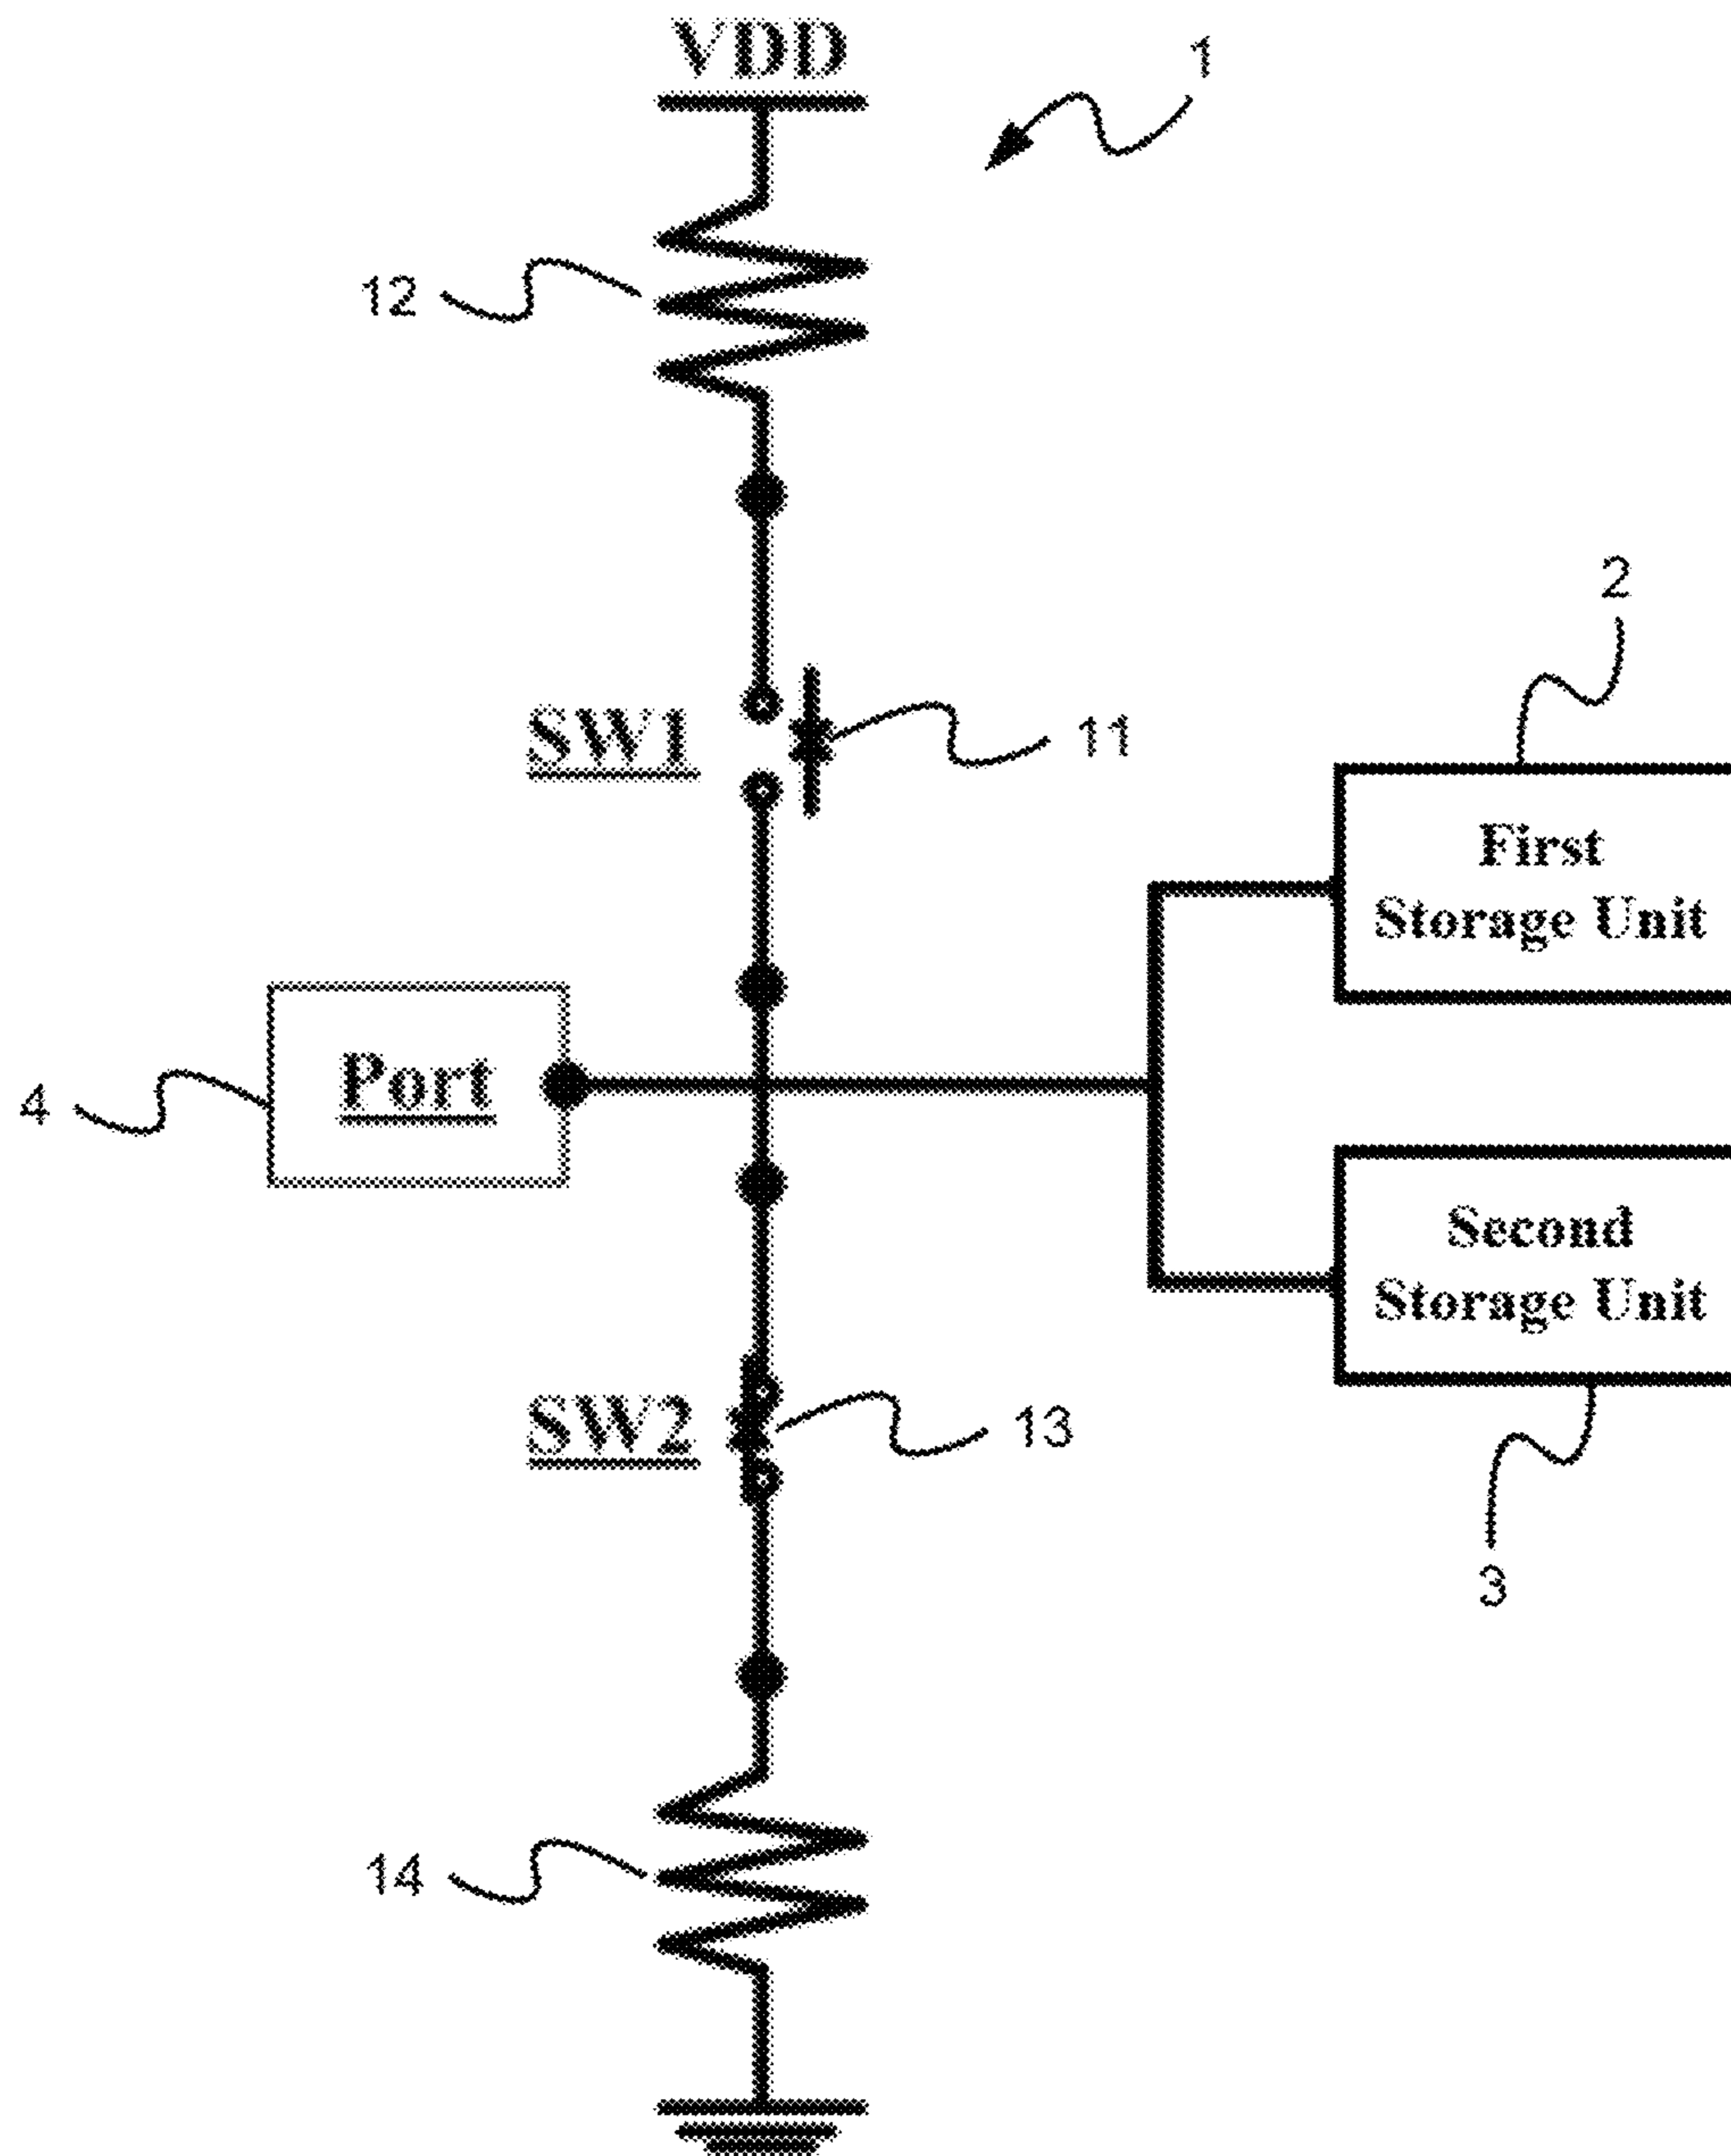 VDD
1
12
2
SW1
11
First
Storage Unit
Port
4
Second
Storage Unit
SW2
13
3
14